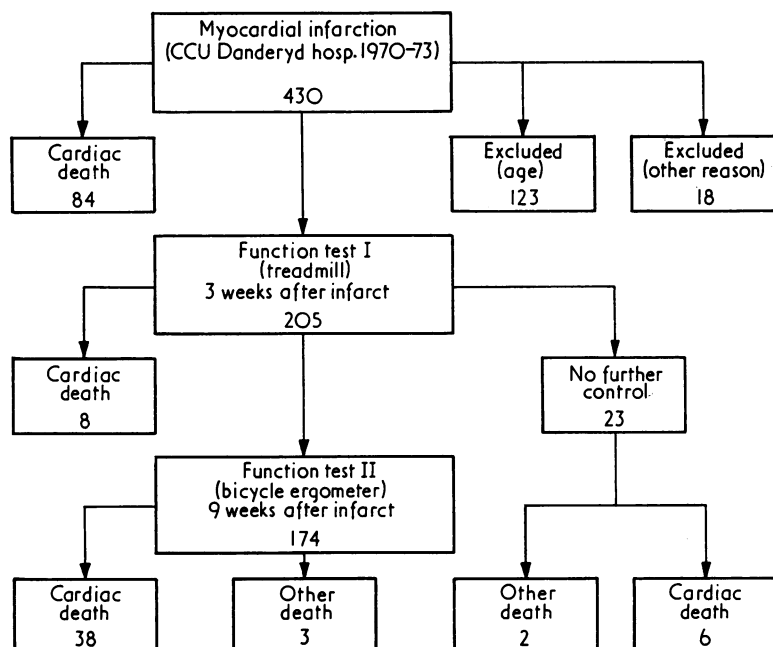 Myocardial infarction
(CCU Danderyd hosp. 1970-73)
430
Cardiac
death
84
Excluded
(age)
123
Excluded
(other reason)
18
Function test I
(treadmill)
3 weeks after infarct
205
Cardiac
death
8
No further
control
23
Function test II
(bicycle ergometer)
9 weeks after infarct
174
Cardiac
death
38
Other
death
3
Other
death
2
Cardiac
death
6